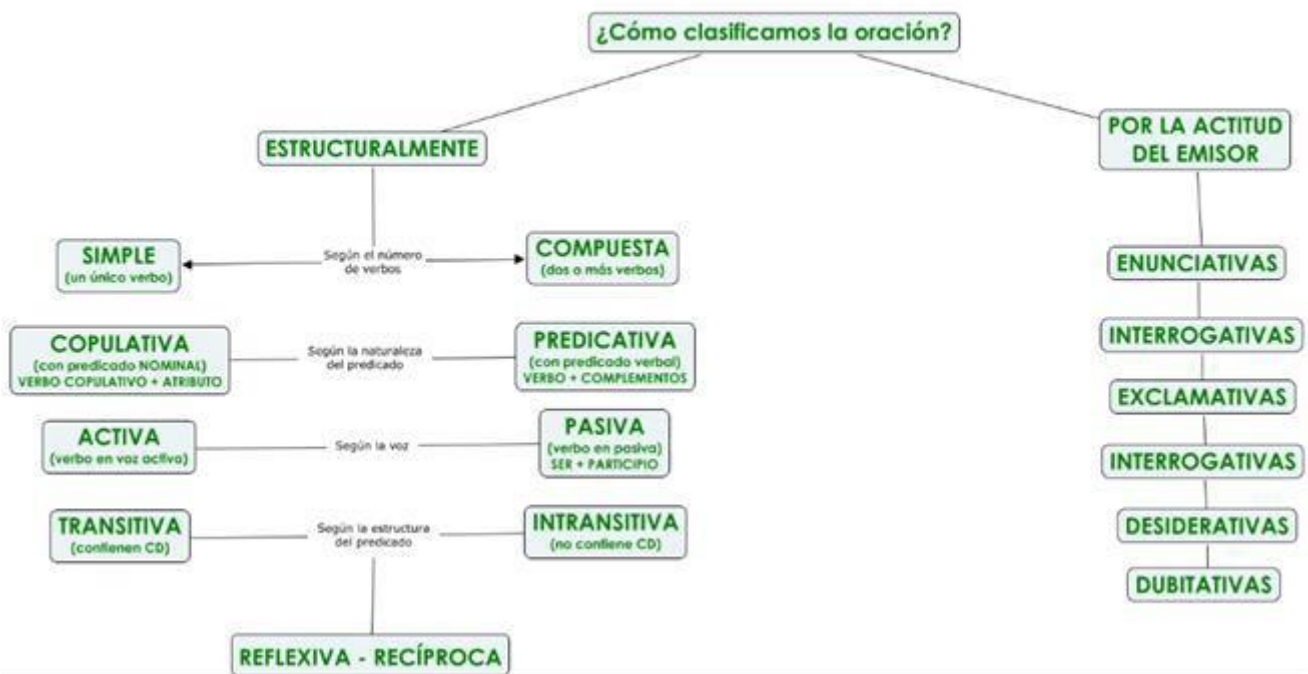 ¿Cómo clasificamos la oración?
ESTRUCTURALMENTE
POR LA ACTITUD
DEL EMISOR
SIMPLE
(un único verbo)
Según el número
de verbos
COMPUESTA
(dos o más verbos)
COPULATIVA
(con predicado NOMINAL)
VERBO COPULATIVO + ATRIBUTO
Según la naturaleza
del predicado
PREDICATIVA
(con predicado verbal)
VERBO + COMPLEMENTOS
ACTIVA
(verbo en voz activa)
Según la voz
PASIVA
(verbo en pasiva)
SER + PARTICIPIO
TRANSITIVA
(contienen CD)
Según la estructura
del predicado
INTRANSITIVA
(no contiene CD)
REFLEXIVA - RECÍPROCA
ENUNCIATIVAS
INTERROGATIVAS
EXCLAMATIVAS
INTERROGATIVAS
DESIDERATIVAS
DUBITATIVAS